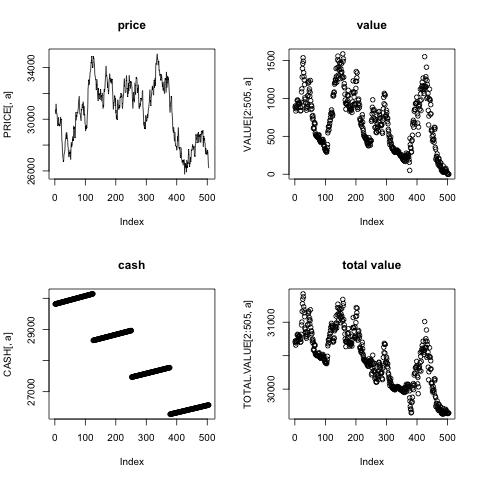 price
PRICE[, a]
26000 30000 34000
0 100 200 300 400 500
Index
value
VALUE[2:505, a]
0 500 1000 1500
0 100 200 300 400 500
Index
cash
CASH[, a]
27000 29000
0 100 200 300 400 500
Index
total value
TOTAL.VALUE[2:505, a]
30000 31000
0 100 200 300 400 500
Index